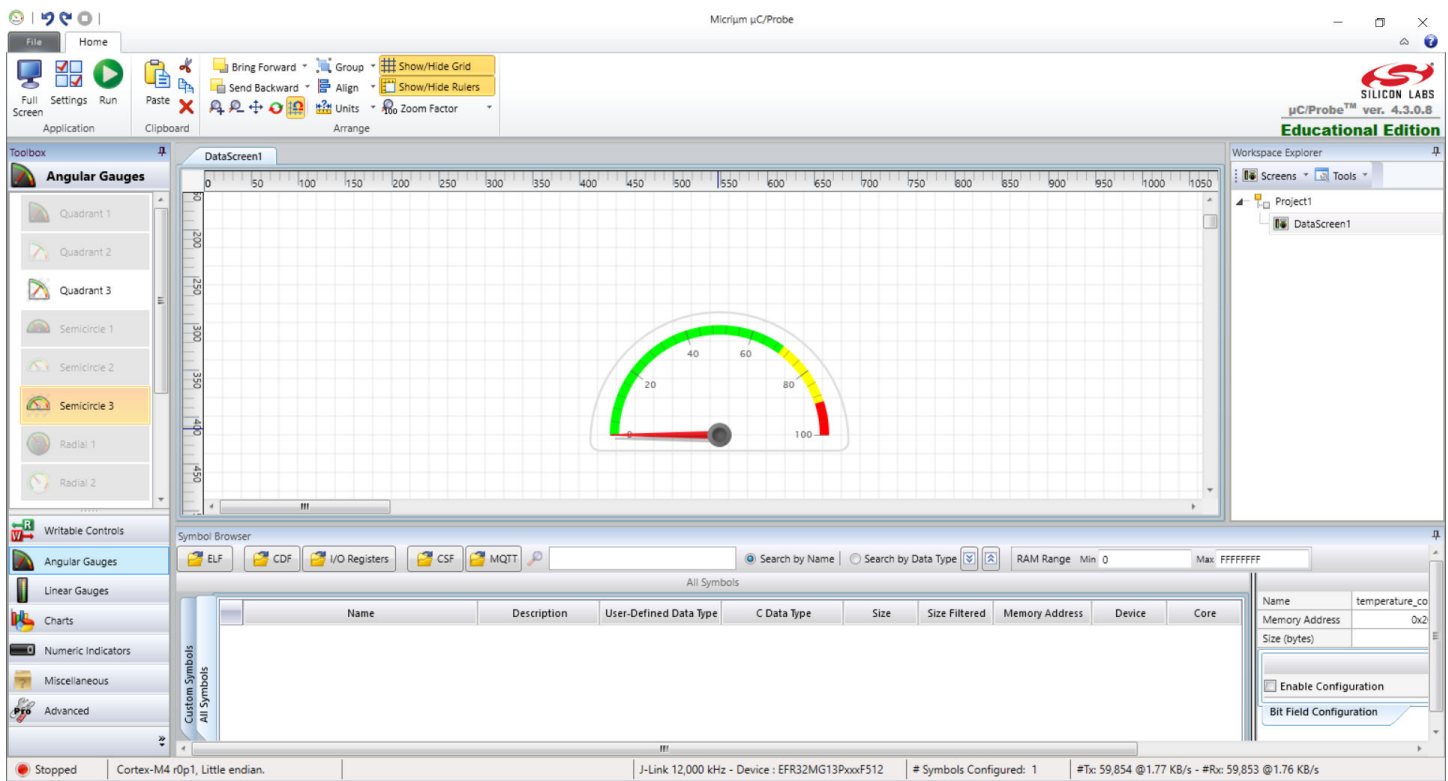 Micriµm µC/Probe
File
Home
Full Screen
Settings
Run
Application
Paste
Clipboard
Bring Forward
Send Backward
Group
Align
Units
Show/Hide Grid
Show/Hide Rulers
100 Zoom Factor
Arrange
SILICON LABS
µC/Probe™ ver. 4.3.0.8
Educational Edition
Toolbox
Angular Gauges
Quadrant 1
Quadrant 2
Quadrant 3
Semicircle 1
Semicircle 2
Semicircle 3
Radial 1
Radial 2
R
W
Writable Controls
Angular Gauges
Linear Gauges
Charts
Numeric Indicators
Miscellaneous
Pro
Advanced
DataScreen1
0 50 100 150 200 250 300 350 400 450 500 550 600 650 700 750 800 850 900 950 1000 1050
200
250
300
350
400
450
0 20 40 60 80 100
Workspace Explorer
Screens
Tools
Project1
DataScreen1
Symbol Browser
ELF
CDF
I/O Registers
CSF
MQTT
Search by Name
Search by Data Type
RAM Range Min 0 Max FFFFFFFF
All Symbols
Name Description User-Defined Data Type C Data Type Size Size Filtered Memory Address Device Core
Custom Symbols
All Symbols
Name temperature_co
Memory Address 0x2
Size (bytes)
Enable Configuration
Bit Field Configuration
Stopped
Cortex-M4 r0p1, Little endian.
J-Link 12,000 kHz - Device : EFR32MG13PxxxF512
# Symbols Configured: 1
#Tx: 59,854 @1.77 KB/s - #Rx: 59,853 @1.76 KB/s